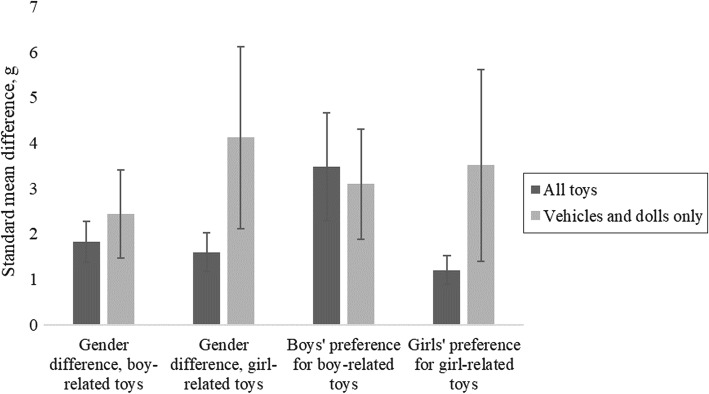 7
6
5
4
3
2
1
0
Standard mean difference, g
Gender
difference, boy-
related toys
Gender
difference, girl-
related toys
Boys' preference
for boy-related
toys
Girls' preference
for girl-related
toys
All toys
Vehicles and dolls only